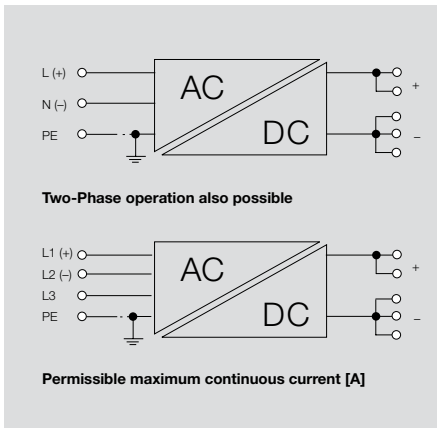 L (+)
AC
+
N (–)
PE
DC
–
Two-Phase operation also possible
L1 (+)
AC
+
L2 (–)
L3
PE
DC
–
Permissible maximum continuous current [A]